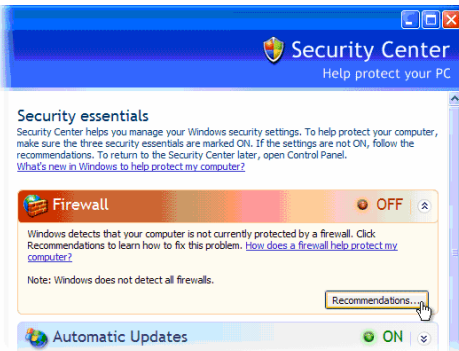 Security Center
Help protect your PC
Security essentials
Security Center helps you manage your Windows security settings. To help protect your computer,
make sure the three security essentials are marked ON. If the settings are not ON, follow the
recommendations. To return to the Security Center later, open Control Panel.
What's new in Windows to help protect my computer?
Firewall OFF
Windows detects that your computer is not currently protected by a firewall. Click
Recommendations to learn how to fix this problem. How does a firewall help protect my
computer?
Note: Windows does not detect all firewalls.
Recommendations...
Automatic Updates ON